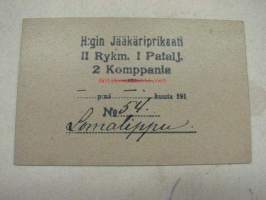 H:gin Jääkäriprikaati
II Rykm. I Patalj.
2 Komppania
— p:nä — kuuta 191
No 54.
Lomalippu